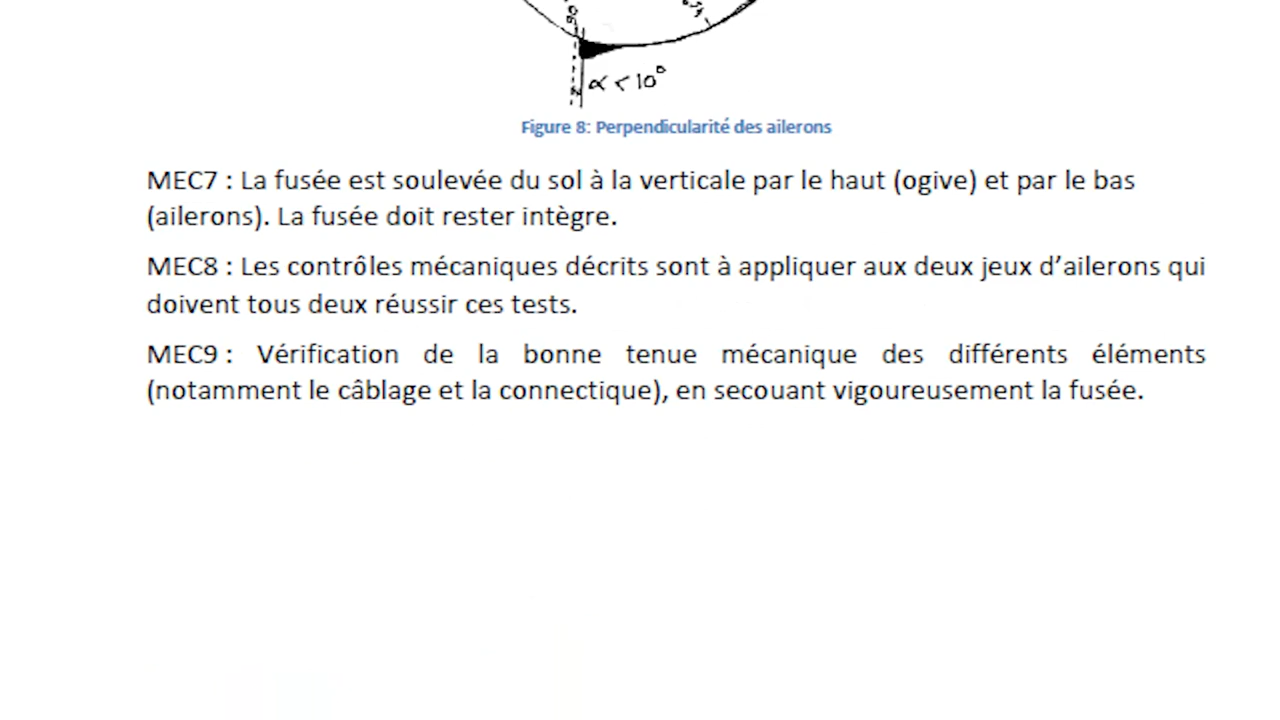 α < 10°
Figure 8: Perpendicularité des ailerons
MEC7 : La fusée est soulevée du sol à la verticale par le haut (ogive) et par le bas
(ailerons). La fusée doit rester intègre.
MEC8 : Les contrôles mécaniques décrits sont à appliquer aux deux jeux d’ailerons qui
doivent tous deux réussir ces tests.
MEC9 : Vérification de la bonne tenue mécanique des différents éléments
(notamment le câblage et la connectique), en secouant vigoureusement la fusée.